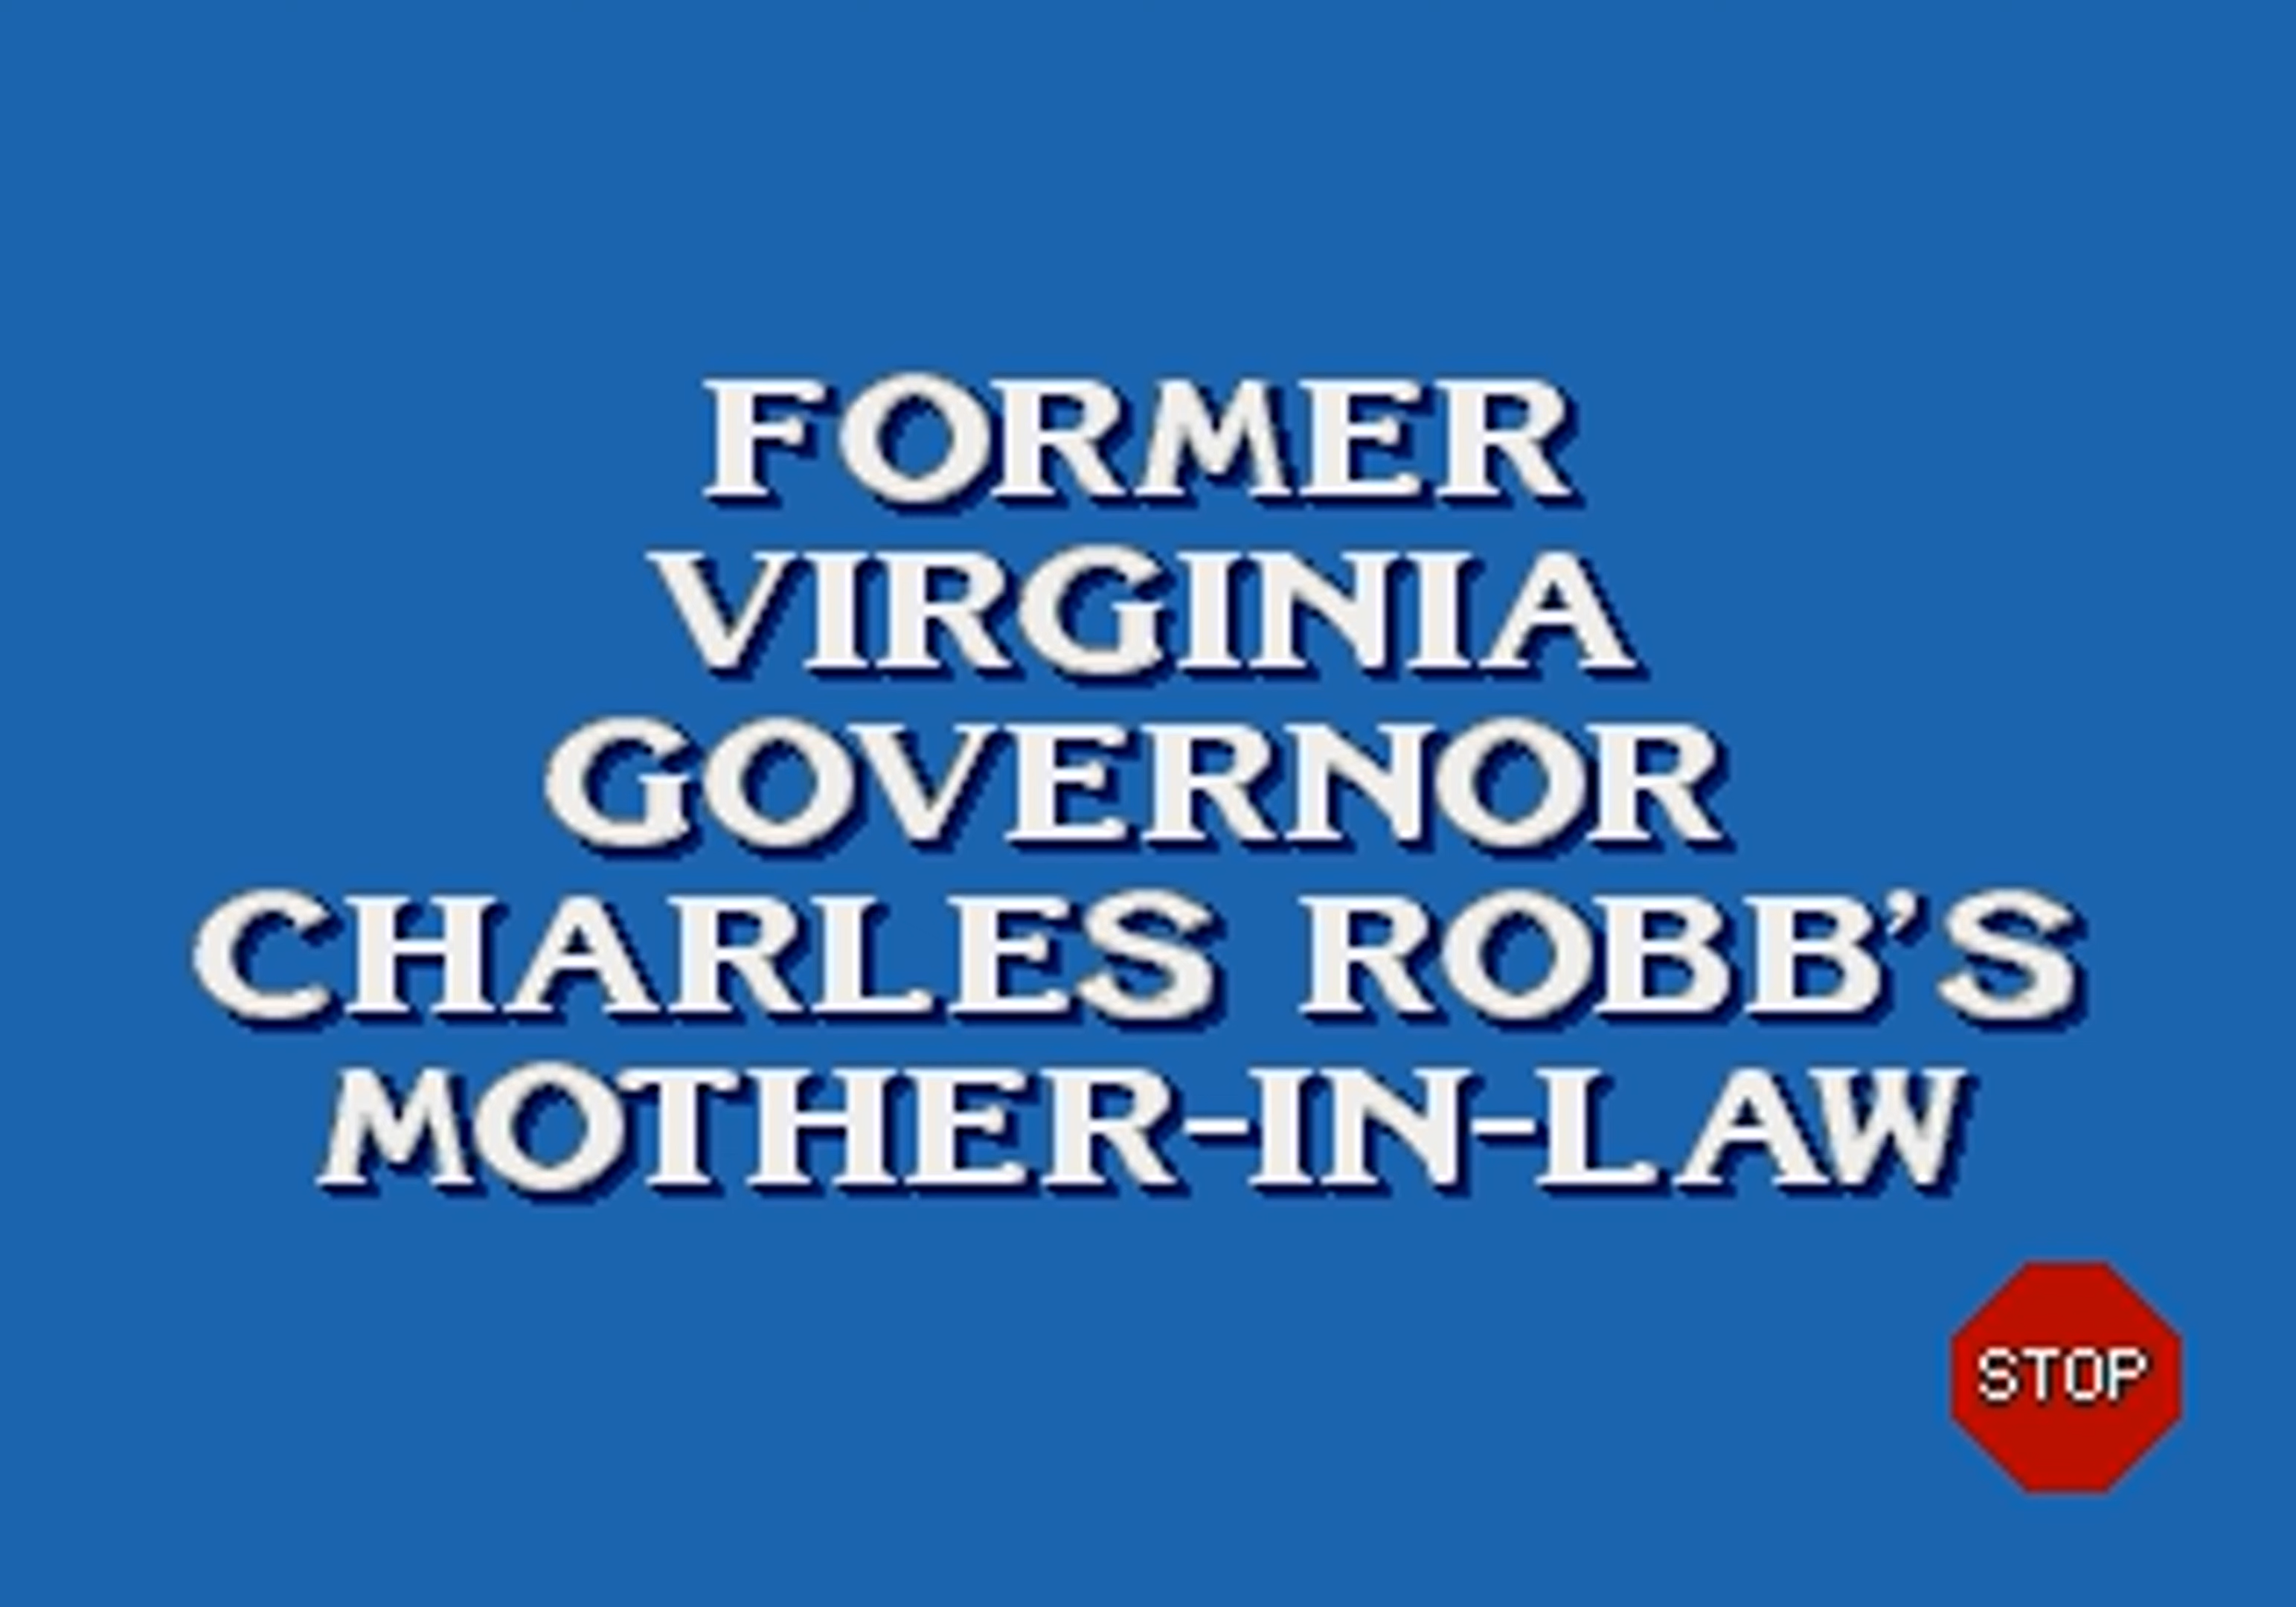 FORMER
VIRGINIA
GOVERNOR
CHARLES ROBB'S
MOTHER-IN-LAW
STOP